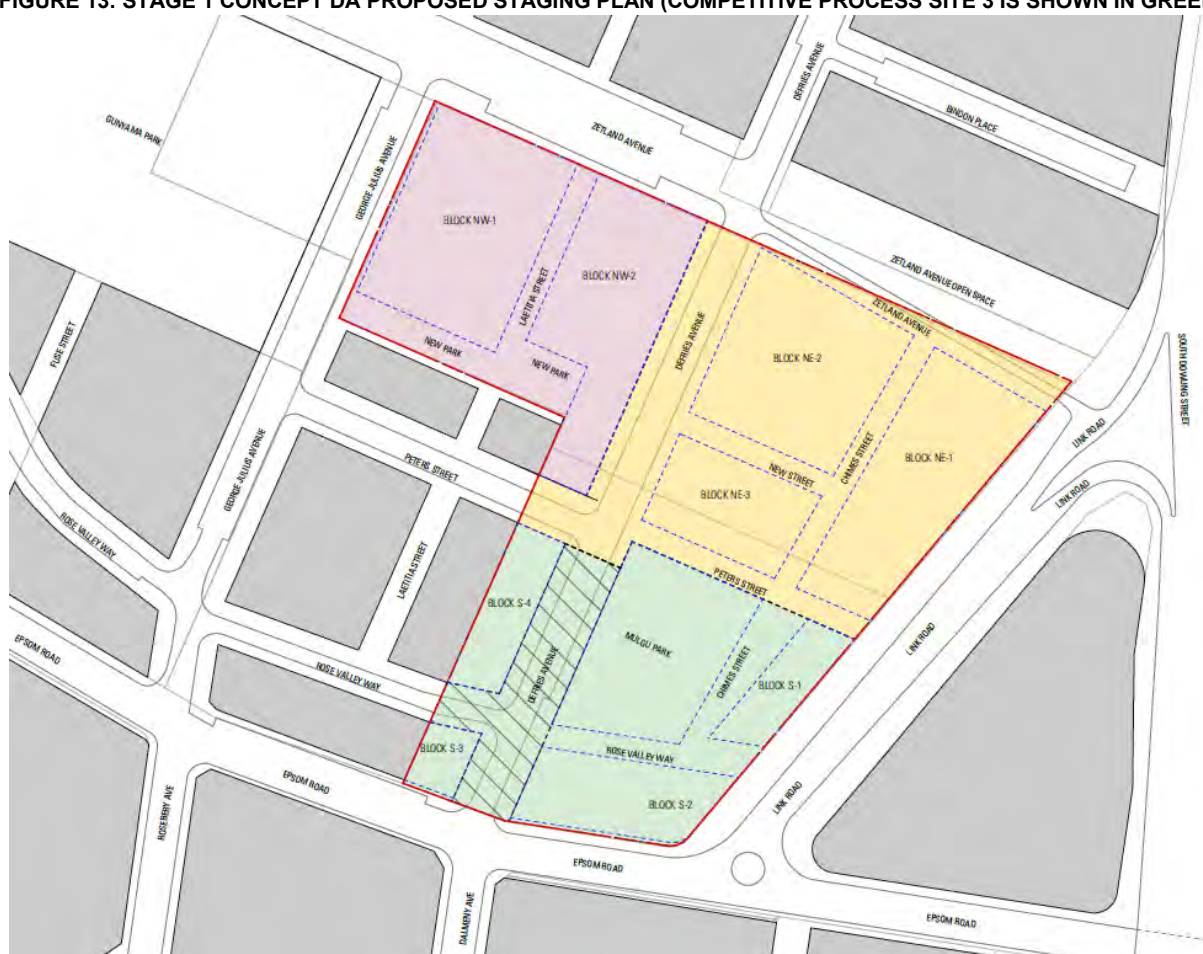 FIGURE 13: STAGE 1 CONCEPT DA PROPOSED STAGING PLAN (COMPETITIVE PROCESS SITE 3 IS SHOWN IN GREE
DEFRIES AVENUE
BINDON PLACE
GUNYAMA PARK
ZETLAND AVENUE
GEORGE JULIUS AVENUE
BLOCK NW-1
LAETITIA STREET
BLOCK NW-2
ZETLAND AVENUE OPEN SPACE
ZETLAND AVENUE
FUSE STREET
NEW PARK
NEW PARK
DEFRIES AVENUE
BLOCK NE-2
SOUTH DOWLING STREET
LINK ROAD
CHIMES STREET
BLOCK NE-1
GEORGE JULIUS AVENUE
PETERS STREET
NEW STREET
BLOCK NE-3
LINK ROAD
ROSE VALLEY WAY
LAETITIA STREET
PETERS STREET
BLOCK S-4
MULGU PARK
LINK ROAD
EPSOM ROAD
ROSE VALLEY WAY
DEFRIES AVENUE
CHIMES STREET
BLOCK S-1
BLOCK S-3
ROSE VALLEY WAY
EPSOM ROAD
BLOCK S-2
LINK ROAD
ROSEBERY AVE
EPSOM ROAD
DALMENY AVE
EPSOM ROAD